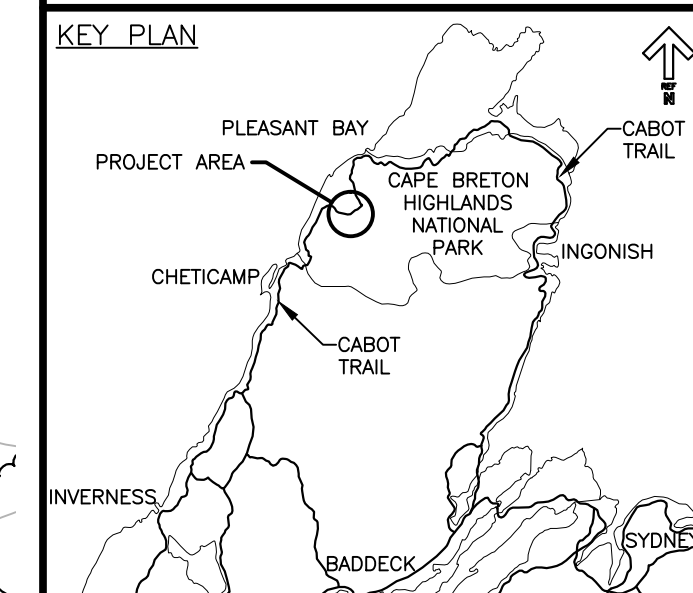 KEY PLAN
REF
N
PLEASANT BAY
CABOT
TRAIL
PROJECT AREA
CAPE BRETON
HIGHLANDS
NATIONAL
PARK
INGONISH
CHETICAMP
CABOT
TRAIL
INVERNESS
SYDNEY
BADDECK